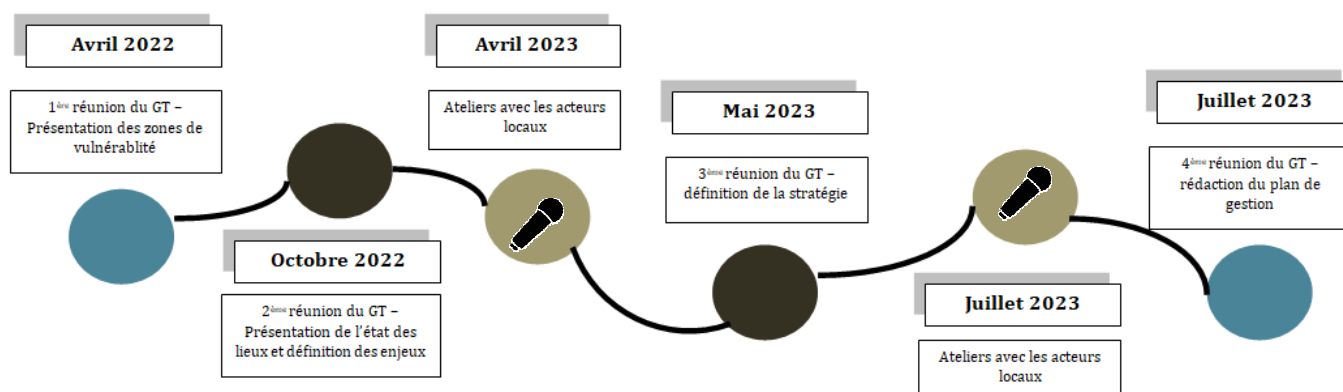 Avril 2022
1ère réunion du GT –
Présentation des zones de
vulnérablité
Octobre 2022
2ème réunion du GT –
Présentation de l'état des
lieux et définition des enjeux
Avril 2023
Ateliers avec les acteurs
locaux
Mai 2023
3ème réunion du GT –
définition de la stratégie
Juillet 2023
Ateliers avec les acteurs
locaux
Juillet 2023
4ème réunion du GT –
rédaction du plan de
gestion